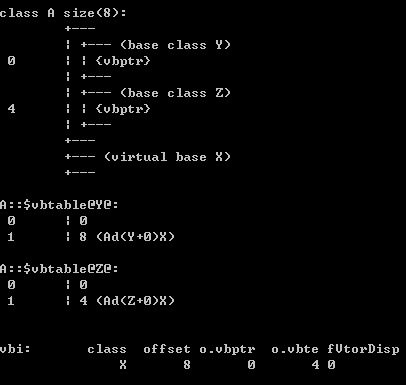 class A size(8):
        +---
        | +--- (base class Y)
 0      | | {vbptr}
        | +---
        | +--- (base class Z)
 4      | | {vbptr}
        | +---
        +---
        +--- (virtual base X)
        +---
A::$vbtable@Y@:
 0      | 0
 1      | 8 (Ad(Y+0)X)
A::$vbtable@Z@:
 0      | 0
 1      | 4 (Ad(Z+0)X)
vbi:       class  offset o.vbptr  o.vbte fVtorDisp
               X       8       0       4 0